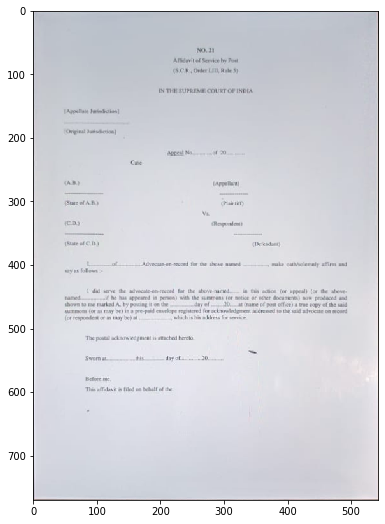 NO. 21
Affidavit of Service by Post
(S.C.R., Order LIII, Rule 3)
IN THE SUPREME COURT OF INDIA
(Appellate Jurisdiction)
(Original Jurisdiction)
Appeal No............of 20...........
Case
(A.B.) (Appellant)
(State of A.B.) (Plaintiff)
Vs.
(C.D.) (Respondent)
(State of C.D.) (Defendant)
I,..........of............Advocate-on-record for the above named ............, make oath/solemnly affirm and
say as follows :-
I did serve the advocate-on-record for the above-named...... in this notice (or appeal) [or the above-
named............if he has appeared in person) with the summons (or notice or other documents) now produced and
shown to me marked A, by posting it on the...............day of .......20.....at (name of post office) a true copy of the said
summons (or as may be) in a pre-paid envelope registered for acknowledgment addressed to the said advocate-on-record
(or respondent or as may be) at .................. which is his address for service.
The postal acknowledgment is attached hereto.
Sworn at.............this............ day of...........20.......
Before me.
This affidavit is filed on behalf of the
0
100
200
300
400
500
600
700
0 100 200 300 400 500